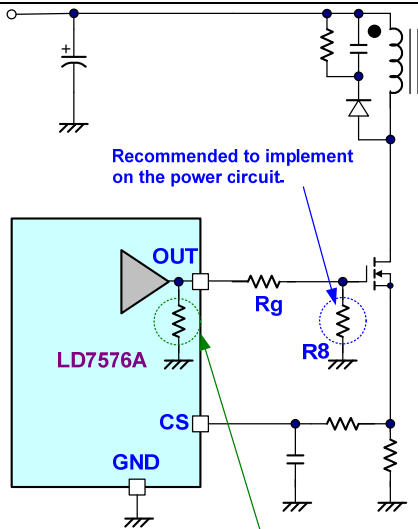 Recommended to implement
on the power circuit.
OUT
Rg
R8
LD7576A
CS
GND
+